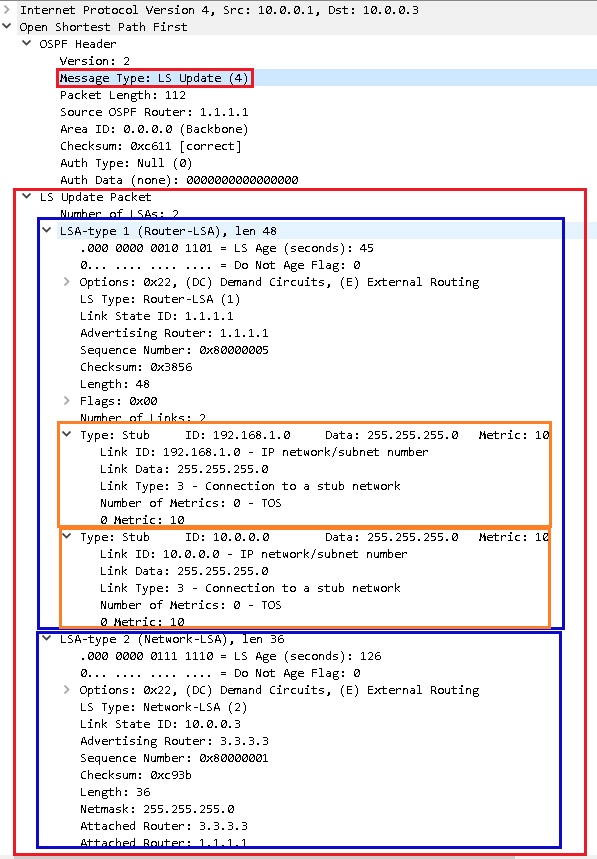 Internet Protocol Version 4, Src: 10.0.0.1, Dst: 10.0.0.3
Open Shortest Path First
OSPF Header
Version: 2
Message Type: LS Update (4)
Packet Length: 112
Source OSPF Router: 1.1.1.1
Area ID: 0.0.0.0 (Backbone)
Checksum: 0xc611 [correct]
Auth Type: Null (0)
Auth Data (none): 0000000000000000
LS Update Packet
Number of LSAs: 2
LSA-type 1 (Router-LSA), len 48
.000 0000 0010 1101 = LS Age (seconds): 45
0... .... .... .... = Do Not Age Flag: 0
Options: 0x22, (DC) Demand Circuits, (E) External Routing
LS Type: Router-LSA (1)
Link State ID: 1.1.1.1
Advertising Router: 1.1.1.1
Sequence Number: 0x80000005
Checksum: 0x3856
Length: 48
Flags: 0x00
Number of Links: 2
Type: Stub ID: 192.168.1.0 Data: 255.255.255.0 Metric: 10
Link ID: 192.168.1.0 - IP network/subnet number
Link Data: 255.255.255.0
Link Type: 3 - Connection to a stub network
Number of Metrics: 0 - TOS
0 Metric: 10
Type: Stub ID: 10.0.0.0 Data: 255.255.255.0 Metric: 10
Link ID: 10.0.0.0 - IP network/subnet number
Link Data: 255.255.255.0
Link Type: 3 - Connection to a stub network
Number of Metrics: 0 - TOS
0 Metric: 10
LSA-type 2 (Network-LSA), len 36
.000 0000 0111 1110 = LS Age (seconds): 126
0... .... .... .... = Do Not Age Flag: 0
Options: 0x22, (DC) Demand Circuits, (E) External Routing
LS Type: Network-LSA (2)
Link State ID: 10.0.0.3
Advertising Router: 3.3.3.3
Sequence Number: 0x80000001
Checksum: 0xc93b
Length: 36
Netmask: 255.255.255.0
Attached Router: 3.3.3.3
Attached Router: 1.1.1.1